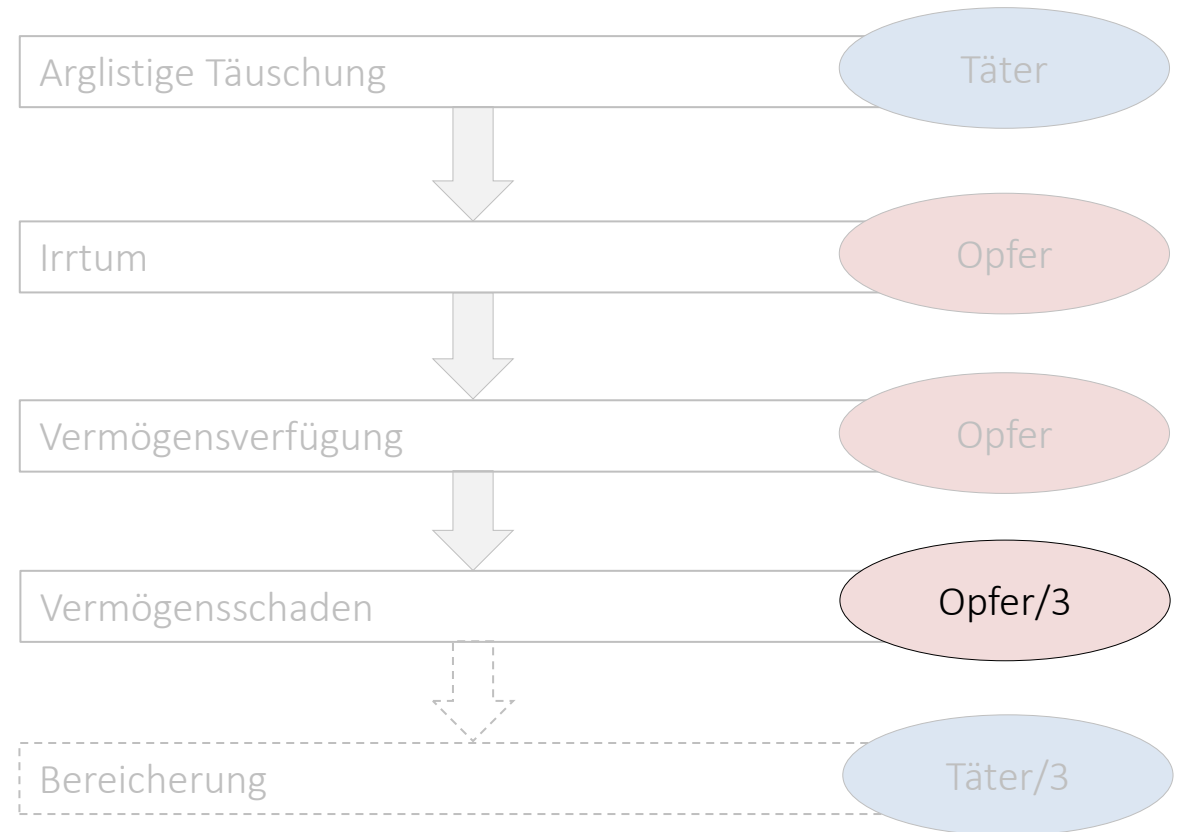 Arglistige Täuschung
Täter
Irrtum
Opfer
Vermögensverfügung
Opfer
Vermögensschaden
Opfer/3
Bereicherung
Täter/3